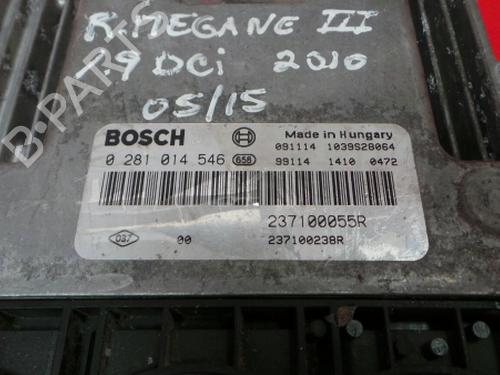 R. MEGANE III
1.9 DCi 2010
05/15
BOSCH
Made in Hungary
0 281 014 546 658
091114 1039S28064
99114 1410 0472
237100055R
037 00 237100238R